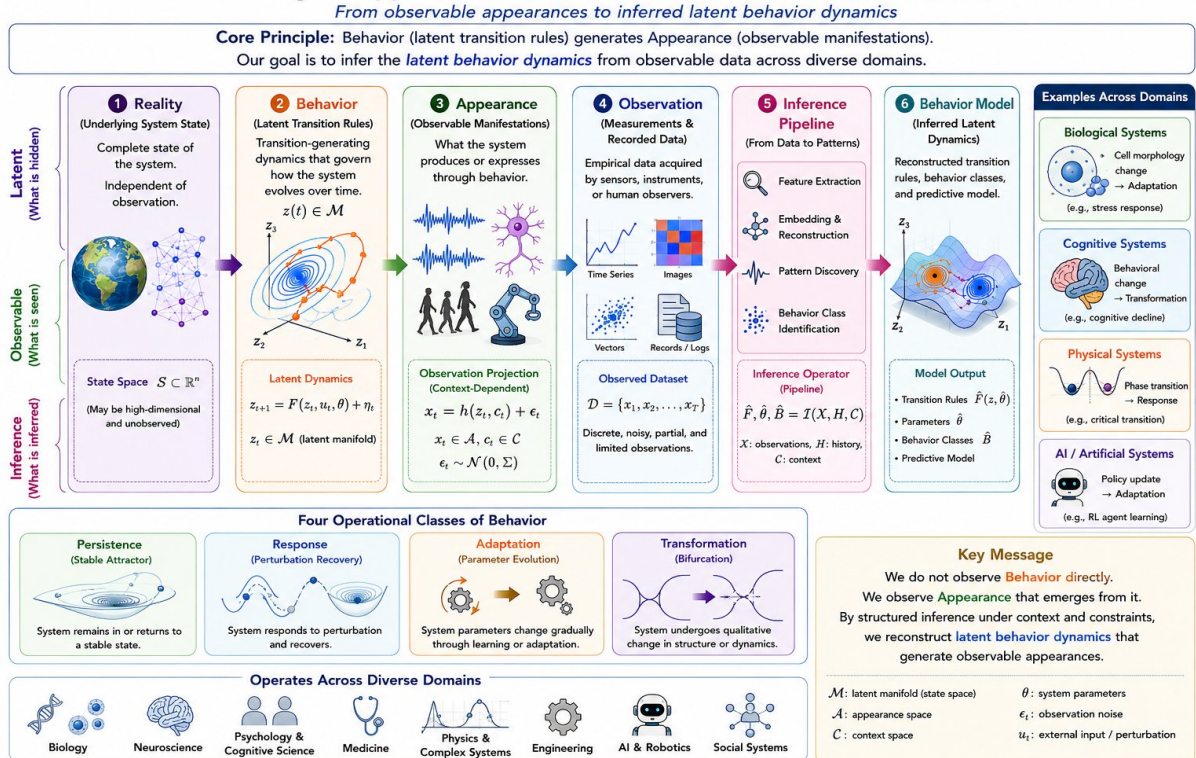 From observable appearances to inferred latent behavior dynamics
Core Principle: Behavior (latent transition rules) generates Appearance (observable manifestations).
Our goal is to infer the latent behavior dynamics from observable data across diverse domains.
Latent
(What is hidden)
Observable
(What is seen)
Inference
(What is inferred)
1 Reality
(Underlying System State)
Complete state of
the system.
Independent of
observation.
State Space S ⊂ ℝⁿ
(May be high-dimensional
and unobserved)
2 Behavior
(Latent Transition Rules)
Transition-generating
dynamics that govern
how the system
evolves over time.
z(t) ∈ ℳ
z₃
z₂
z₁
Latent Dynamics
zₜ₊₁ = F(zₜ, uₜ, θ) + ηₜ
zₜ ∈ ℳ (latent manifold)
3 Appearance
(Observable Manifestations)
What the system
produces or expresses
through behavior.
Observation Projection
(Context-Dependent)
xₜ = h(zₜ, cₜ) + ϵₜ
xₜ ∈ 𝒜, cₜ ∈ 𝒞
ϵₜ ∼ 𝒩(0, Σ)
4 Observation
(Measurements &
Recorded Data)
Empirical data acquired
by sensors, instruments,
or human observers.
Time Series
Images
Vectors
Records / Logs
Observed Dataset
𝒟 = {x₁, x₂, . . . , x_T}
Discrete, noisy, partial, and
limited observations.
5 Inference
Pipeline
(From Data to Patterns)
Feature Extraction
Embedding &
Reconstruction
Pattern Discovery
Behavior Class
Identification
Inference Operator
(Pipeline)
F̂, θ̂, B̂ = ℐ(X, H, C)
X: observations, H: history,
C: context
6 Behavior Model
(Inferred Latent
Dynamics)
Reconstructed transition
rules, behavior classes,
and predictive model.
z₃
z₂
z₁
Model Output
• Transition Rules F̂(z, θ̂)
• Parameters θ̂
• Behavior Classes B̂
• Predictive Model
Examples Across Domains
Biological Systems
Cell morphology
change
→ Adaptation
(e.g., stress response)
Cognitive Systems
Behavioral
change
→ Transformation
(e.g., cognitive decline)
Physical Systems
Phase transition
→ Response
(e.g., critical transition)
AI / Artificial Systems
Policy update
→ Adaptation
(e.g., RL agent learning)
Four Operational Classes of Behavior
Persistence
(Stable Attractor)
System remains in or returns to
a stable state.
Response
(Perturbation Recovery)
System responds to perturbation
and recovers.
Adaptation
(Parameter Evolution)
System parameters change gradually
through learning or adaptation.
Transformation
(Bifurcation)
System undergoes qualitative
change in structure or dynamics.
Operates Across Diverse Domains
Biology
Neuroscience
Psychology &
Cognitive Science
Medicine
Physics &
Complex Systems
Engineering
AI & Robotics
Social Systems
Key Message
We do not observe Behavior directly.
We observe Appearance that emerges from it.
By structured inference under context and constraints,
we reconstruct latent behavior dynamics that
generate observable appearances.
ℳ: latent manifold (state space)
𝒜: appearance space
𝒞: context space
θ: system parameters
ϵₜ: observation noise
uₜ: external input / perturbation